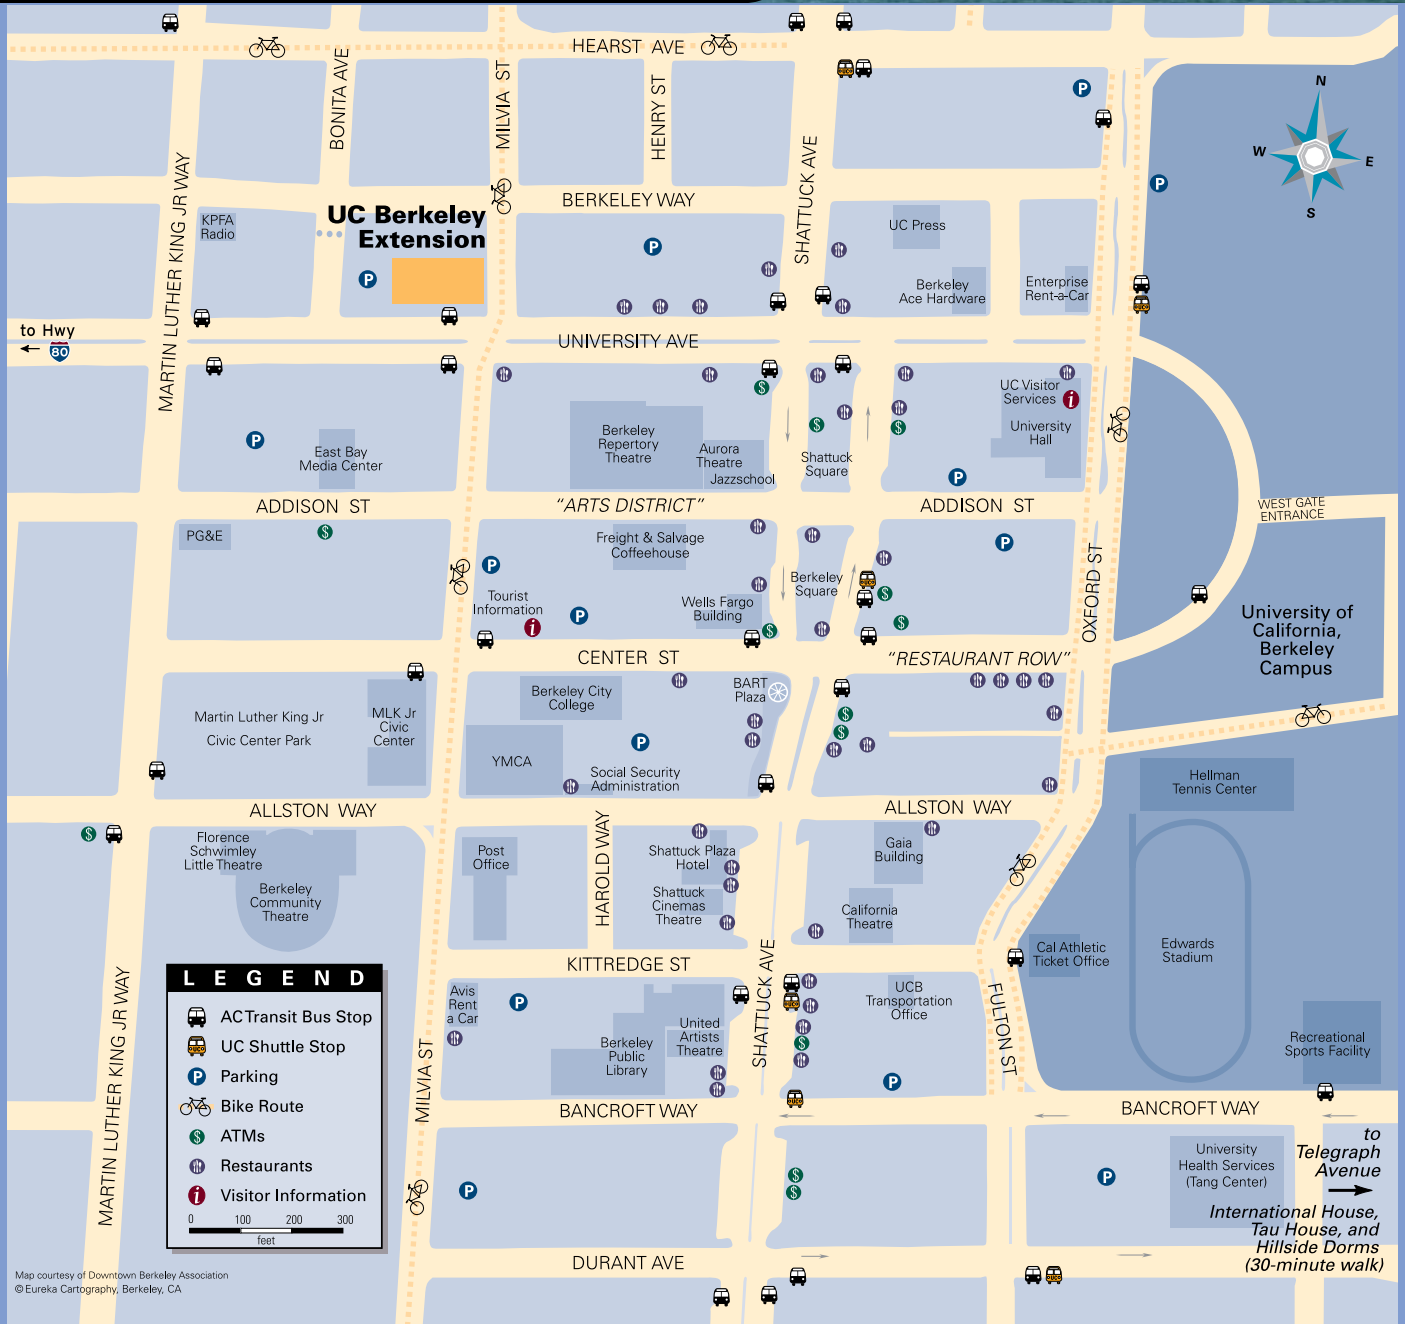 HEARST AVE
BONITA AVE
MILVIA ST
HENRY ST
SHATTUCK AVE
MARTIN LUTHER KING JR WAY
N
W
E
S
BERKELEY WAY
KPFA
Radio
UC Berkeley
Extension
P
P
P
P
UC Press
Berkeley
Ace Hardware
Enterprise
Rent-a-Car
to Hwy
80
UNIVERSITY AVE
UC Visitor
Services
i
University
Hall
P
East Bay
Media Center
Berkeley
Repertory
Theatre
Aurora
Theatre
Jazzschool
$
$
$
Shattuck
Square
P
ADDISON ST
"ARTS DISTRICT"
ADDISON ST
WEST GATE
ENTRANCE
PG&E
$
Freight & Salvage
Coffeehouse
P
P
Tourist
Information
i
P
Wells Fargo
Building
$
Berkeley
Square
$
$
OXFORD ST
University of
California,
Berkeley
Campus
CENTER ST
"RESTAURANT ROW"
Martin Luther King Jr
Civic Center Park
MLK Jr
Civic
Center
Berkeley City
College
BART
Plaza
$
$
YMCA
P
Social Security
Administration
Hellman
Tennis Center
ALLSTON WAY
ALLSTON WAY
$
Florence
Schwimley
Little Theatre
Berkeley
Community
Theatre
Post
Office
HAROLD WAY
Shattuck Plaza
Hotel
Shattuck
Cinemas
Theatre
Gaia
Building
California
Theatre
Cal Athletic
Ticket Office
Edwards
Stadium
KITTREDGE ST
SHATTUCK AVE
FULTON ST
Avis
Rent
a Car
P
Berkeley
Public
Library
United
Artists
Theatre
$
UCB
Transportation
Office
P
Recreational
Sports Facility
MARTIN LUTHER KING JR WAY
MILVIA ST
LEGEND
AC Transit Bus Stop
UC Shuttle Stop
P Parking
Bike Route
$ ATMs
Restaurants
i Visitor Information
0 100 200 300
feet
BANCROFT WAY
BANCROFT WAY
P
$
$
P
University
Health Services
(Tang Center)
to
Telegraph
Avenue
International House,
Tau House, and
Hillside Dorms
(30-minute walk)
DURANT AVE
Map courtesy of Downtown Berkeley Association
© Eureka Cartography, Berkeley, CA